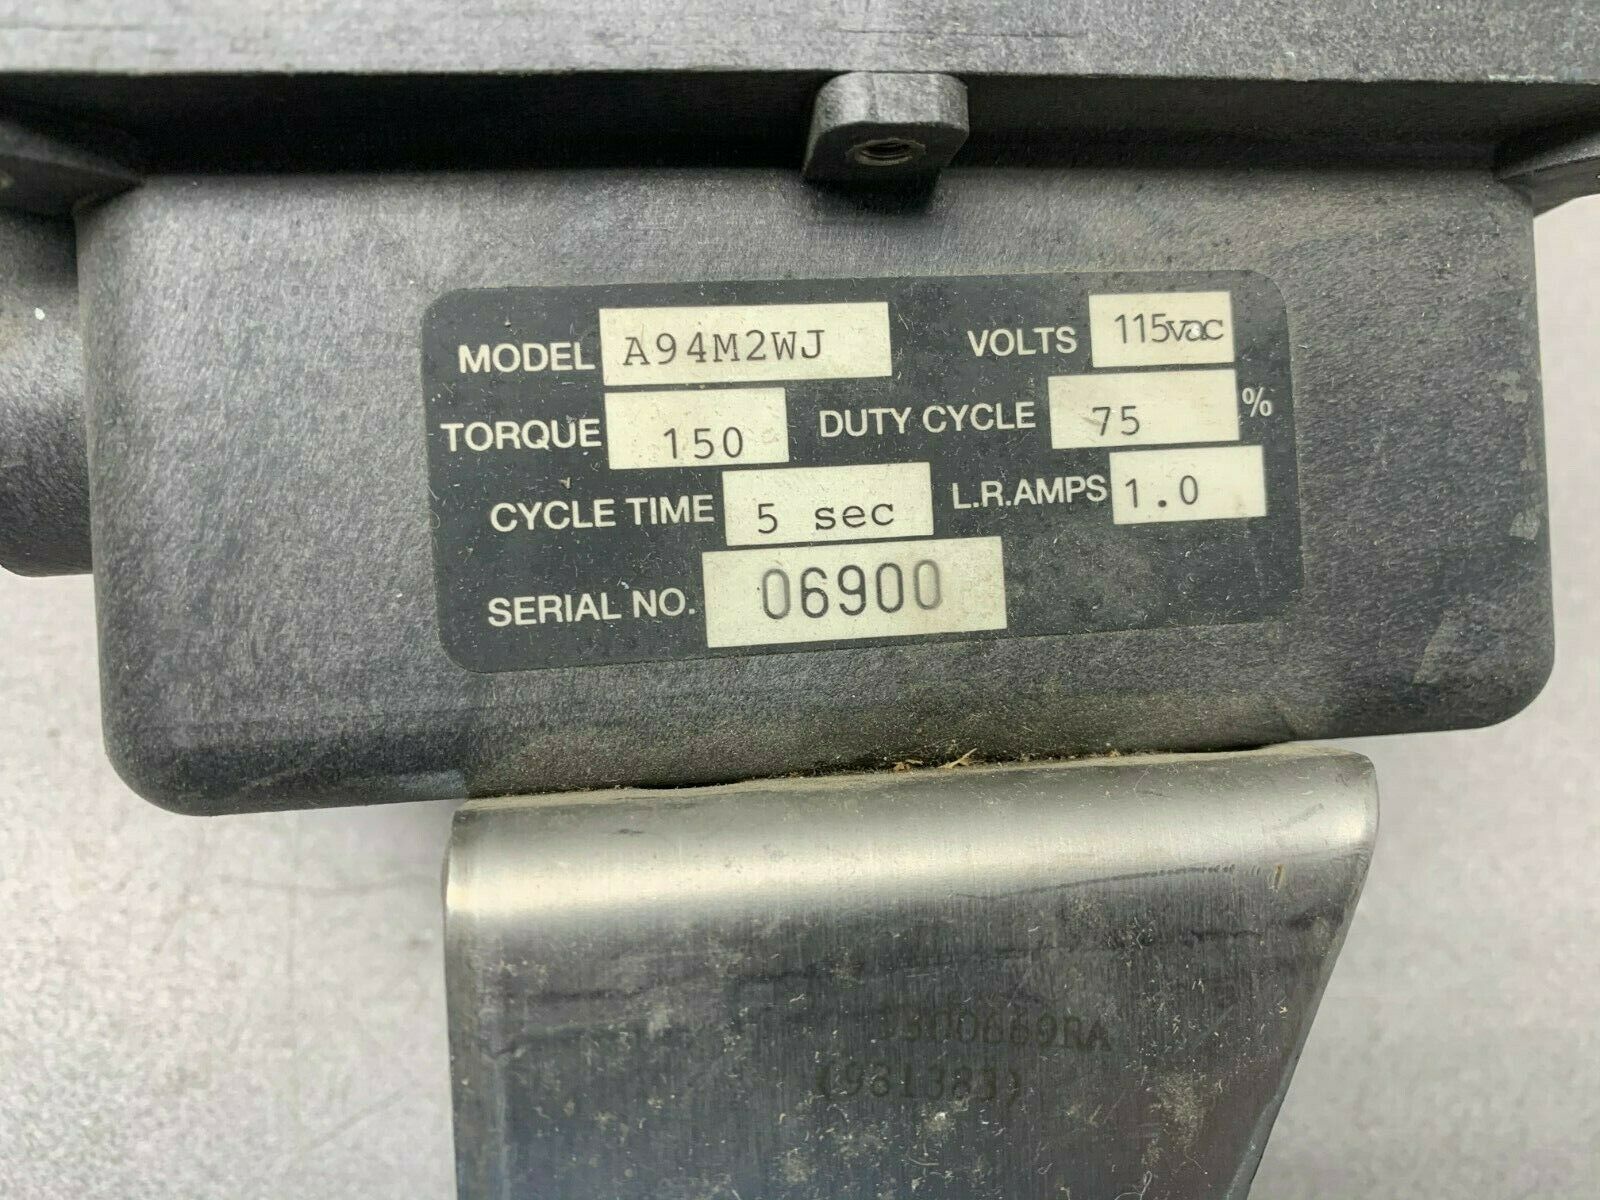 MODEL A94M2WJ VOLTS 115vac
TORQUE 150 DUTY CYCLE 75 %
CYCLE TIME 5 sec L.R.AMPS 1.0
SERIAL NO. 06900
(981383)